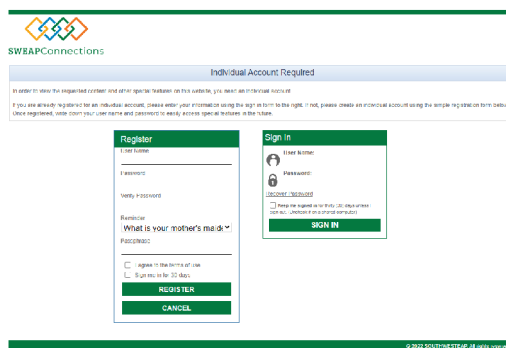 SWEAPConnections
Individual Account Required
In order to view the requested content and other special features on this website, you need an individual account.
If you are already registered for an individual account, please enter your information using the sign in form to the right. If not, please create an individual account using the simple registration form below.
Once registered, write down your user name and password to easily access special features in the future.
Register
User Name
Password
Verify Password
Reminder
What is your mother's maide
Passphrase
I agree to the terms of use
Sign me in for 30 days
REGISTER
CANCEL
Sign In
User Name:
Password:
Recover Password
Keep me signed in for thirty (30) days unless I
sign out. (Uncheck if on a shared computer)
SIGN IN
© 2022 SOUTHWESTEAP. All rights